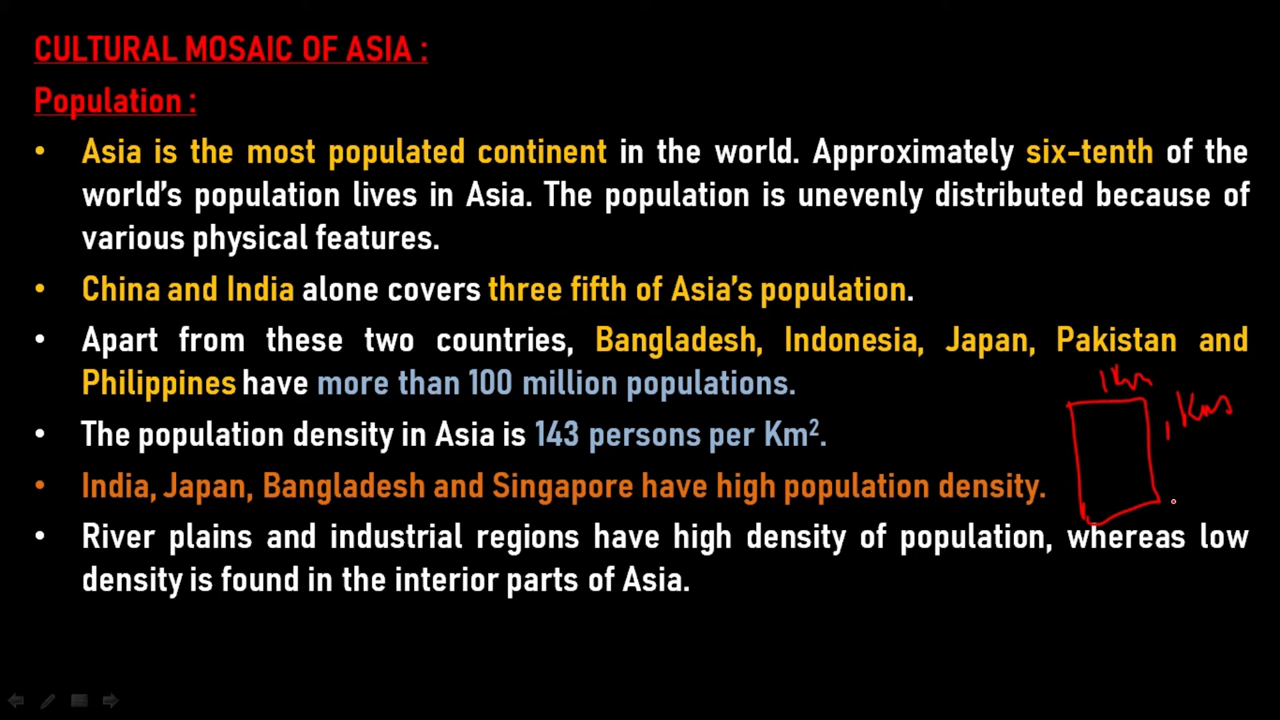 CULTURAL MOSAIC OF ASIA :
Population :
• Asia is the most populated continent in the world. Approximately six-tenth of the
world's population lives in Asia. The population is unevenly distributed because of
various physical features.
• China and India alone covers three fifth of Asia's population.
• Apart from these two countries, Bangladesh, Indonesia, Japan, Pakistan and
Philippines have more than 100 million populations.
1 Km
1 Kms
• The population density in Asia is 143 persons per Km².
• India, Japan, Bangladesh and Singapore have high population density.
• River plains and industrial regions have high density of population, whereas low
density is found in the interior parts of Asia.